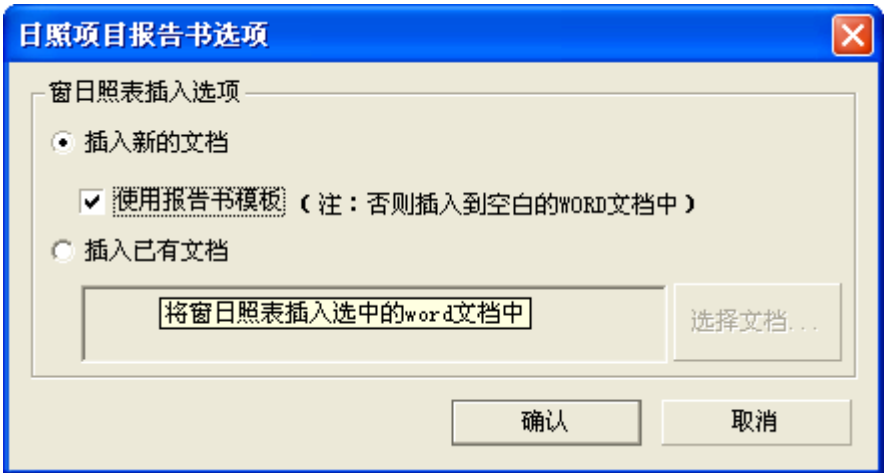 日照项目报告书选项
窗日照表插入选项
插入新的文档
使用报告书模板 (注：否则插入到空白的WORD文档中)
插入已有文档
将窗日照表插入选中的word文档中
选择文档...
确认 取消